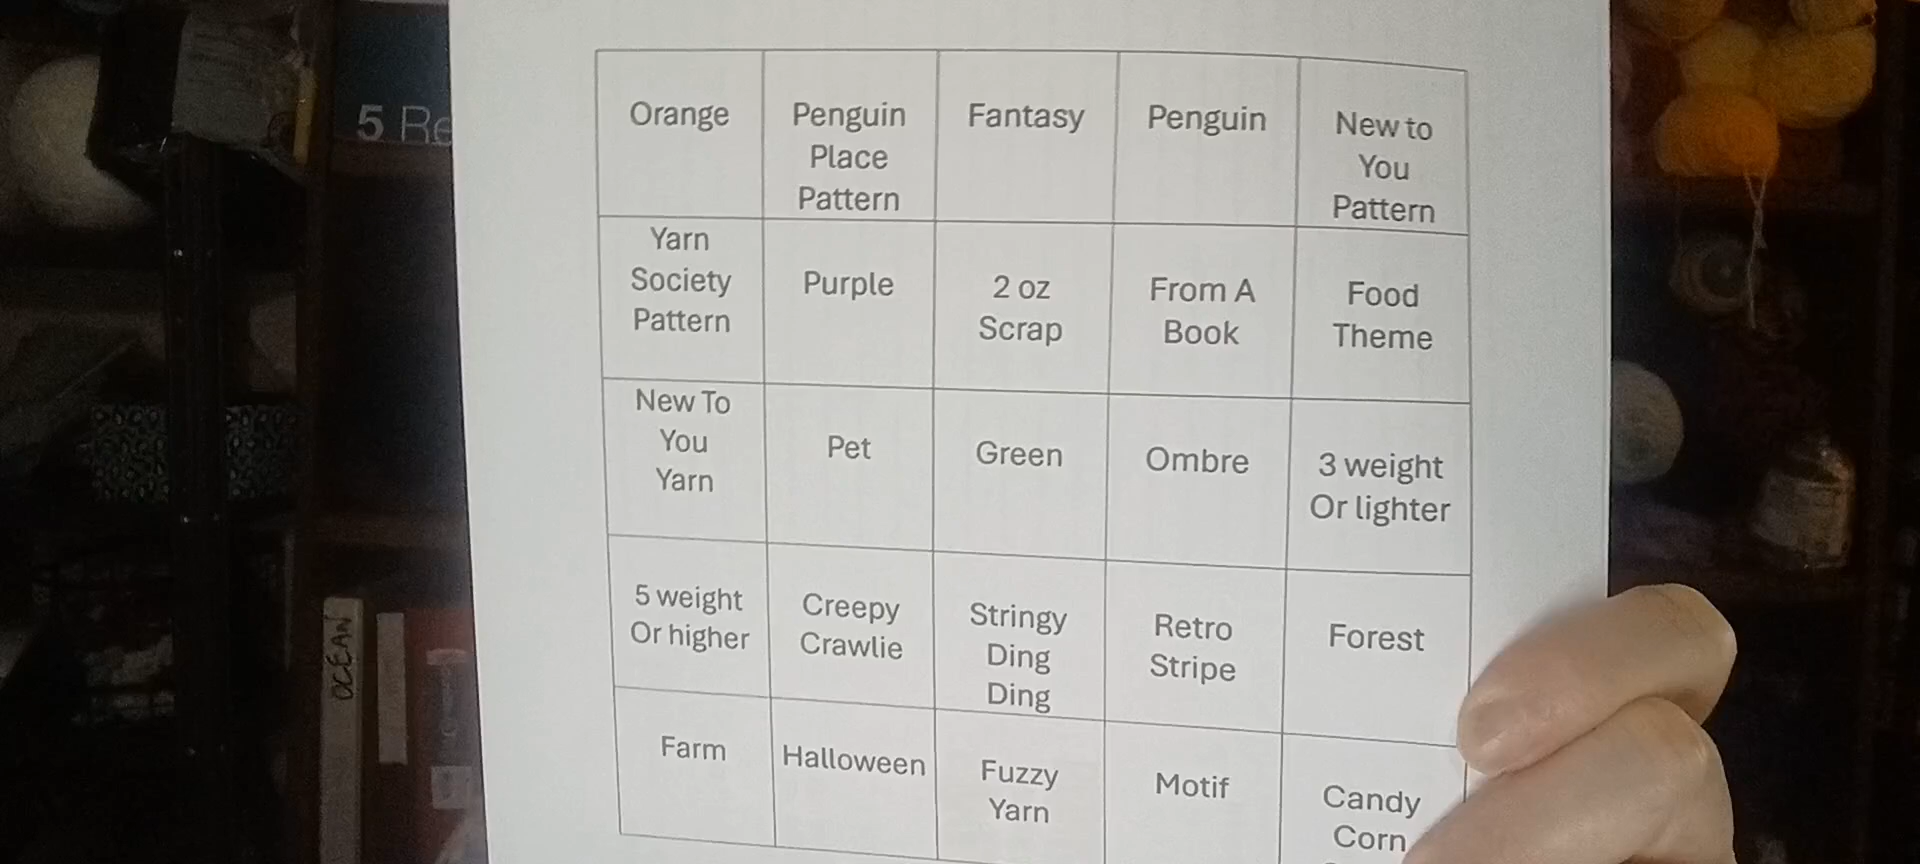 5 Re
Orange
Penguin
Place
Pattern
Fantasy
Penguin
New to
You
Pattern
Yarn
Society
Pattern
Purple
2 oz
Scrap
From A
Book
Food
Theme
New To
You
Yarn
Pet
Green
Ombre
3 weight
Or lighter
5 weight
Or higher
Creepy
Crawlie
Stringy
Ding
Ding
Retro
Stripe
Forest
Farm
Halloween
Fuzzy
Yarn
Motif
Candy
Corn
OCEAN